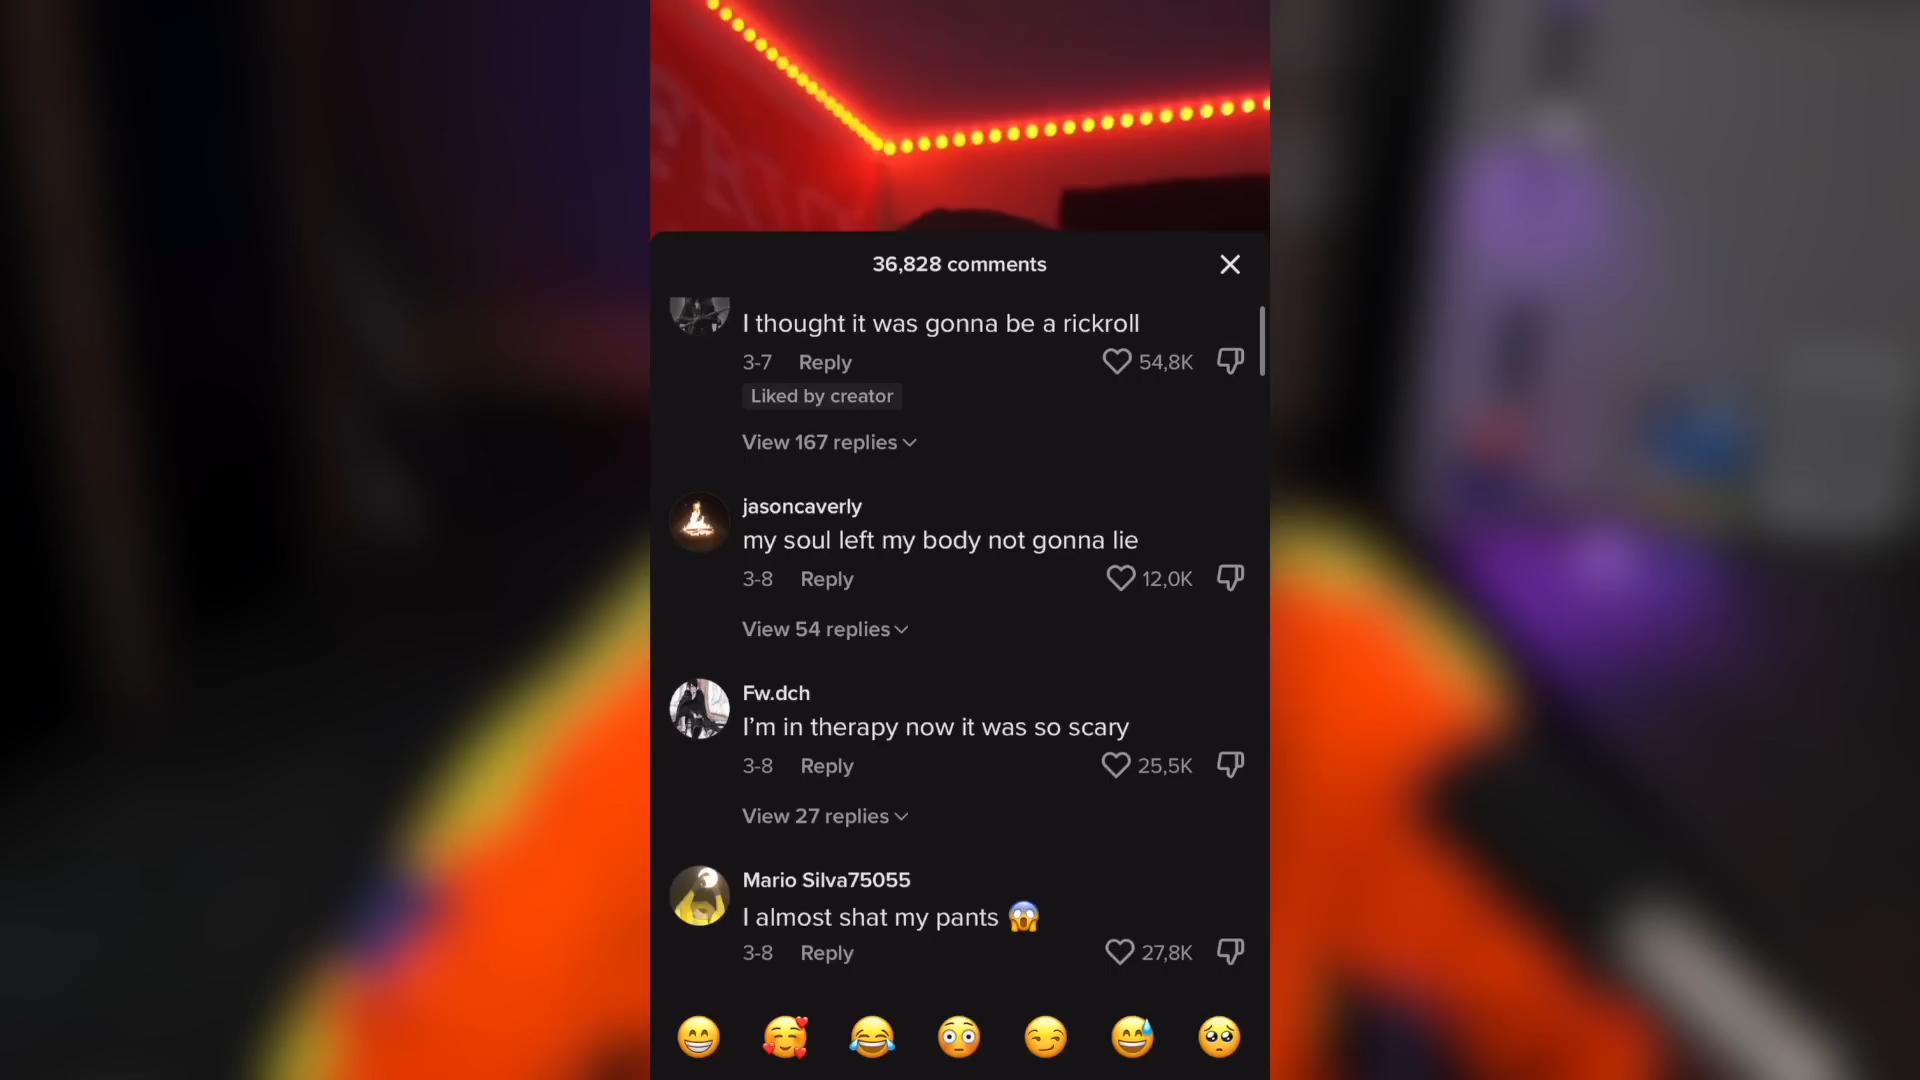 36,828 comments
I thought it was gonna be a rickroll
3-7 Reply 54,8K
Liked by creator
View 167 replies
jasoncaverly
my soul left my body not gonna lie
3-8 Reply 12,0K
View 54 replies
Fw.dch
I’m in therapy now it was so scary
3-8 Reply 25,5K
View 27 replies
Mario Silva75055
I almost shat my pants 😱
3-8 Reply 27,8K